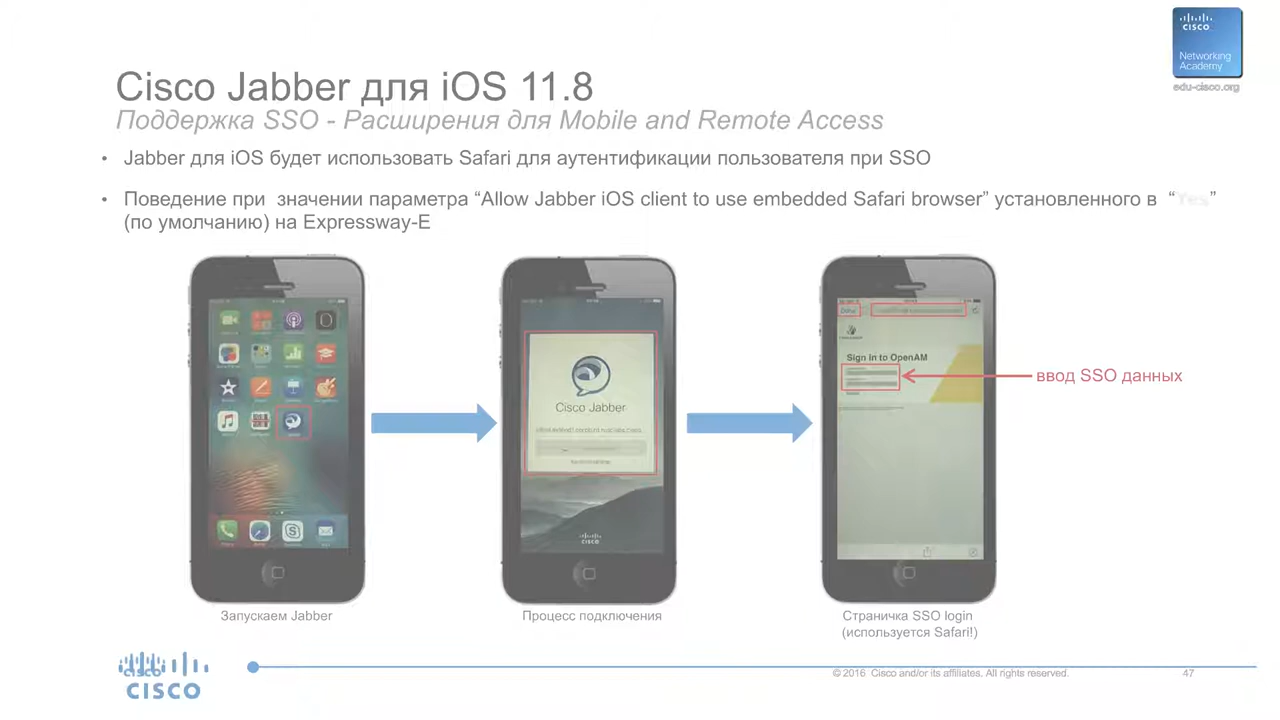 CISCO
Networking
Academy
edu-cisco.org
Cisco Jabber для iOS 11.8
Поддержка SSO - Расширения для Mobile and Remote Access
• Jabber для iOS будет использовать Safari для аутентификации пользователя при SSO
• Поведение при значении параметра “Allow Jabber iOS client to use embedded Safari browser” установленного в “Yes”
(по умолчанию) на Expressway-E
Cisco Jabber
CISCO
Done
Sign in to OpenAM
ввод SSO данных
Запускаем Jabber
Процесс подключения
Страничка SSO login
(используется Safari!)
CISCO
© 2016 Cisco and/or its affiliates. All rights reserved.
47